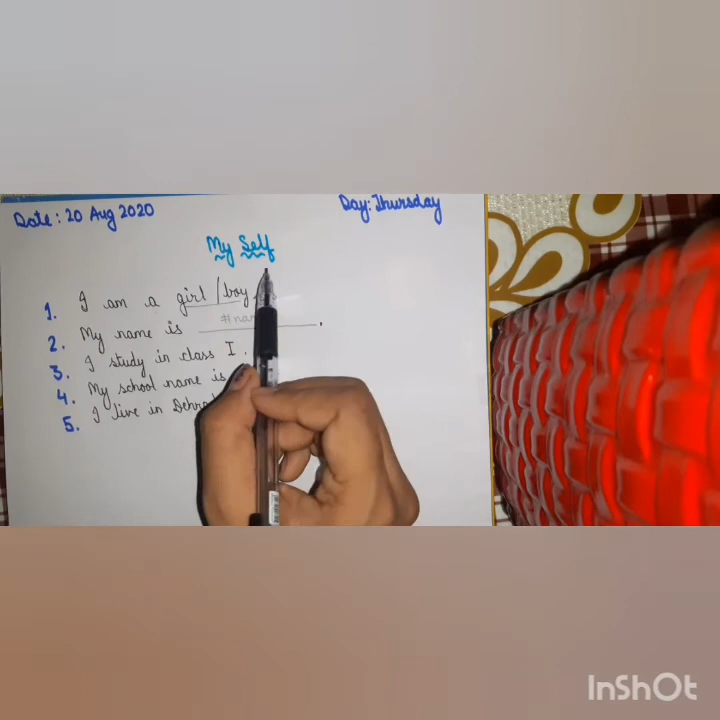 Date: 20 Aug 2020
Day: Thursday
My Self
1. I am a girl / boy
2. My name is ________.
3. I study in class I.
4. My school name is
5. I live in
InShOt